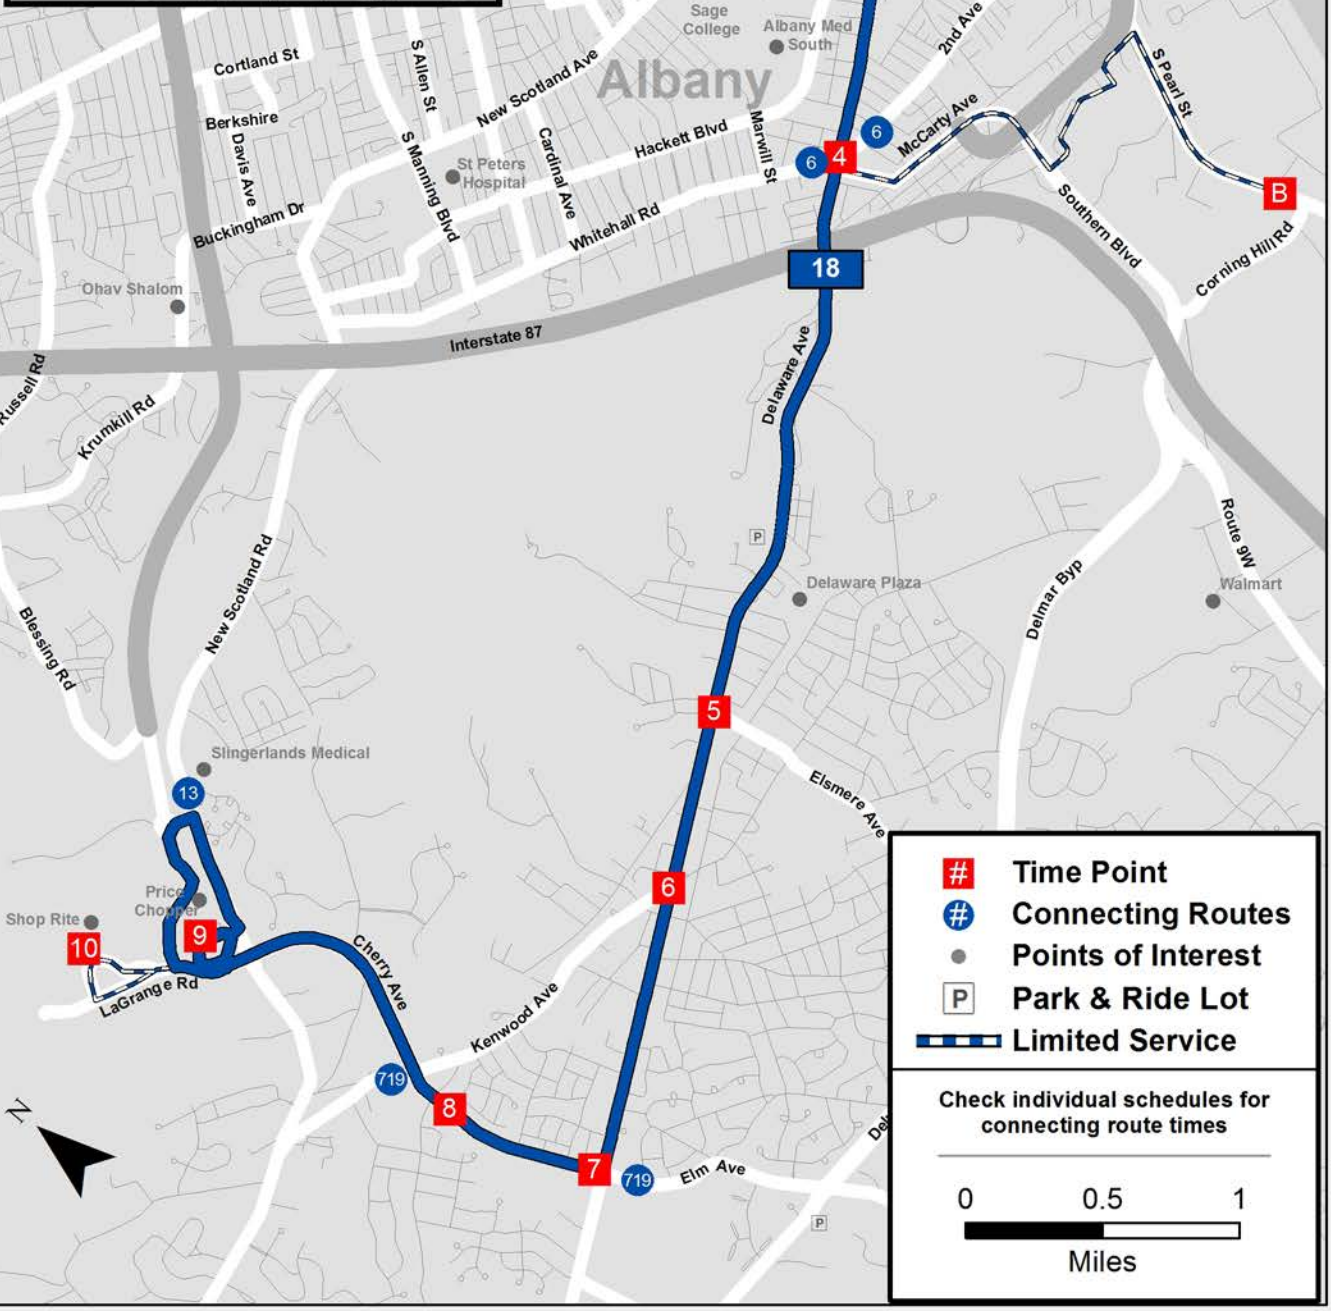 Sage
College
Albany Med
South
2nd Ave
S Pearl St
Cortland St
S Allen St
New Scotland Ave
Albany
Berkshire
Davis Ave
S Manning Blvd
St Peters
Hospital
Cardinal Ave
Hackett Blvd
Marwill St
McCarty Ave
6
6
4
B
Buckingham Dr
Whitehall Rd
Southern Blvd
Corning Hill Rd
18
Ohav Shalom
Interstate 87
Delaware Ave
Russell Rd
Krumkill Rd
P
Route 9W
Delaware Plaza
Walmart
New Scotland Rd
Delmar Byp
Blessing Rd
5
Slingerlands Medical
13
Elsmere Ave
6
Price
Chopper
Shop Rite
9
10
LaGrange Rd
Cherry Ave
Kenwood Ave
719
8
7
719
Elm Ave
Del
P
N
# Time Point
# Connecting Routes
Points of Interest
P Park & Ride Lot
Limited Service
Check individual schedules for
connecting route times
0 0.5 1
Miles